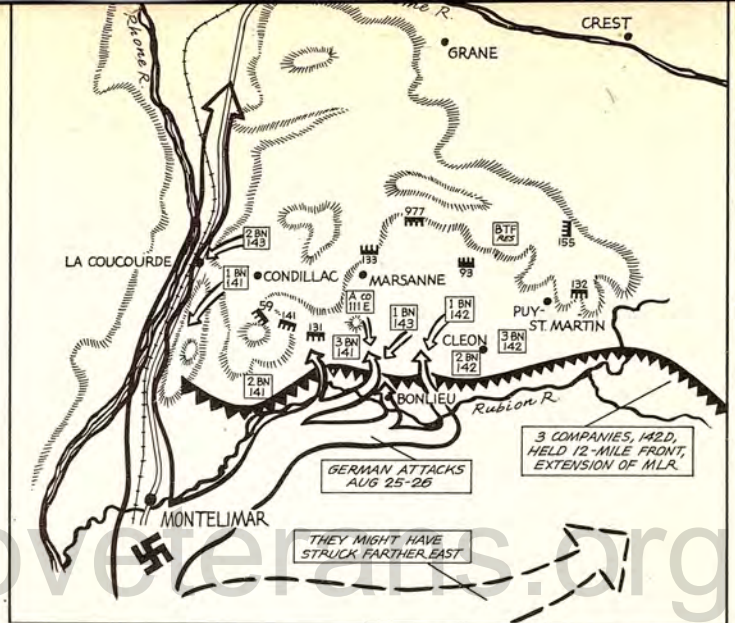 Rhone R.
me R.
CREST
GRANE
2 BN
143
977
BTF
RES
155
LA COUCOURDE
133
93
1 BN
141
CONDILLAC
MARSANNE
132
A CO
111 E
1 BN
143
1 BN
142
PUY-
ST. MARTIN
59
141
131
3 BN
141
CLEON
3 BN
142
2 BN
142
2 BN
141
BONLIEU
Rubion R.
3 COMPANIES, 142D,
HELD 12-MILE FRONT,
EXTENSION OF MLR
GERMAN ATTACKS
AUG 25-26
MONTELIMAR
THEY MIGHT HAVE
STRUCK FARTHER EAST
oveterans.org